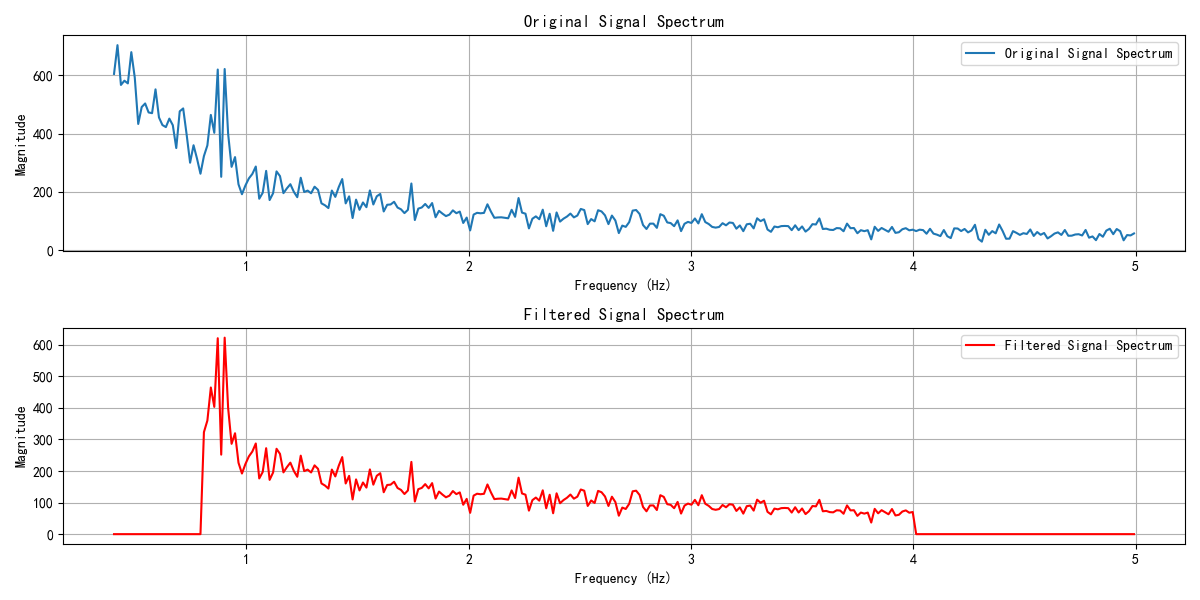 Original Signal Spectrum
Original Signal Spectrum
600
400
200
0
Magnitude
1 2 3 4 5
Frequency (Hz)
Filtered Signal Spectrum
Filtered Signal Spectrum
600
500
400
300
200
100
0
Magnitude
1 2 3 4 5
Frequency (Hz)